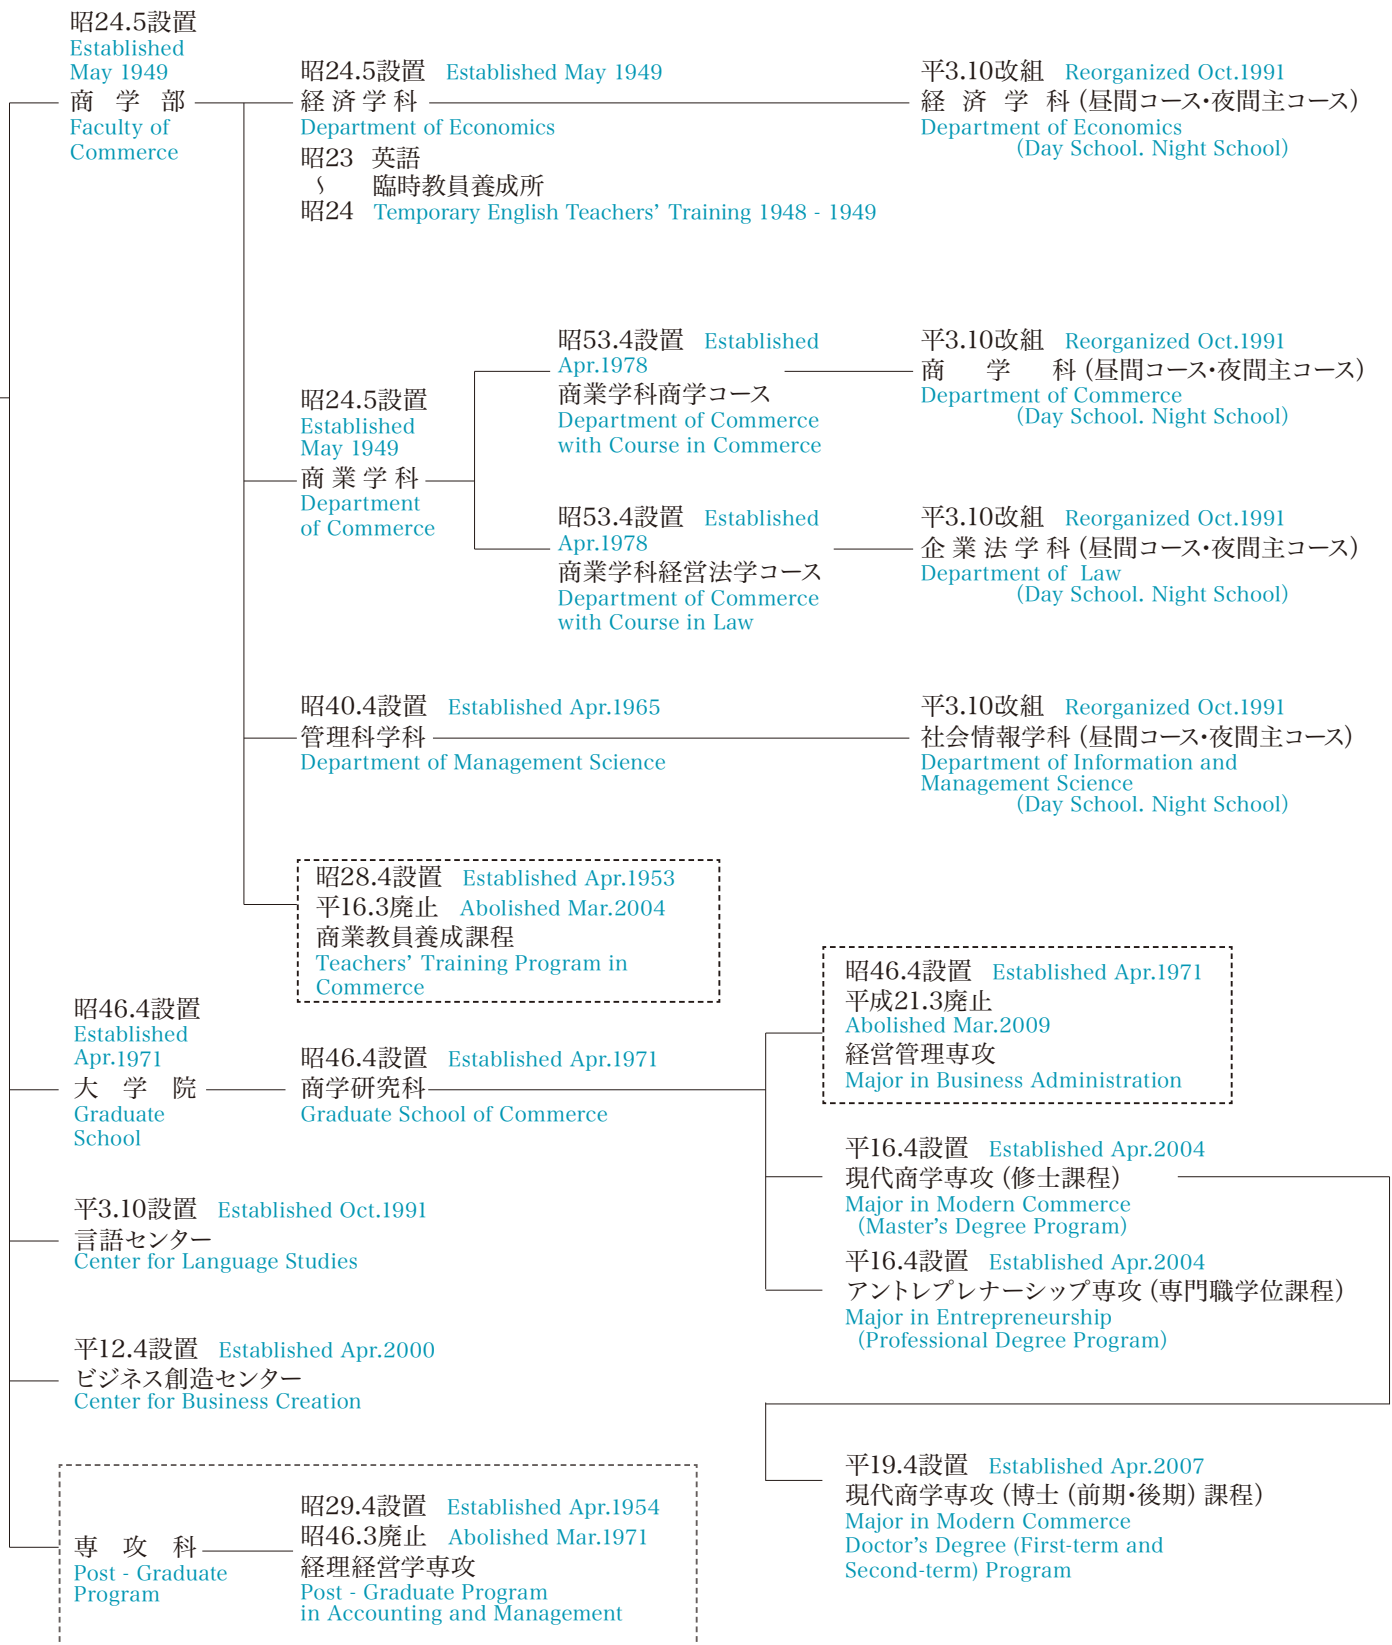 昭24.5設置
Established
May 1949
商 学 部
Faculty of
Commerce
昭24.5設置 Established May 1949
経済学科
Department of Economics
昭23 英語
〜 臨時教員養成所
昭24 Temporary English Teachers’ Training 1948 - 1949
平3.10改組 Reorganized Oct.1991
経 済 学 科 (昼間コース・夜間主コース)
Department of Economics
(Day School. Night School)
昭24.5設置
Established
May 1949
商 業 学 科
Department
of Commerce
昭53.4設置 Established
Apr.1978
商業学科商学コース
Department of Commerce
with Course in Commerce
平3.10改組 Reorganized Oct.1991
商 学 科 (昼間コース・夜間主コース)
Department of Commerce
(Day School. Night School)
昭53.4設置 Established
Apr.1978
商業学科経営法学コース
Department of Commerce
with Course in Law
平3.10改組 Reorganized Oct.1991
企 業 法 学 科 (昼間コース・夜間主コース)
Department of Law
(Day School. Night School)
昭40.4設置 Established Apr.1965
管理科学科
Department of Management Science
平3.10改組 Reorganized Oct.1991
社会情報学科 (昼間コース・夜間主コース)
Department of Information and
Management Science
(Day School. Night School)
昭28.4設置 Established Apr.1953
平16.3廃止 Abolished Mar.2004
商業教員養成課程
Teachers’ Training Program in
Commerce
昭46.4設置
Established
Apr.1971
大 学 院
Graduate
School
昭46.4設置 Established Apr.1971
商学研究科
Graduate School of Commerce
昭46.4設置 Established Apr.1971
平成21.3廃止
Abolished Mar.2009
経営管理専攻
Major in Business Administration
平16.4設置 Established Apr.2004
現代商学専攻 (修士課程)
Major in Modern Commerce
(Master’s Degree Program)
平16.4設置 Established Apr.2004
アントレプレナーシップ専攻 (専門職学位課程)
Major in Entrepreneurship
(Professional Degree Program)
平19.4設置 Established Apr.2007
現代商学専攻 (博士 (前期・後期) 課程)
Major in Modern Commerce
Doctor’s Degree (First-term and
Second-term) Program
平3.10設置 Established Oct.1991
言語センター
Center for Language Studies
平12.4設置 Established Apr.2000
ビジネス創造センター
Center for Business Creation
専 攻 科
Post - Graduate
Program
昭29.4設置 Established Apr.1954
昭46.3廃止 Abolished Mar.1971
経理経営学専攻
Post - Graduate Program
in Accounting and Management